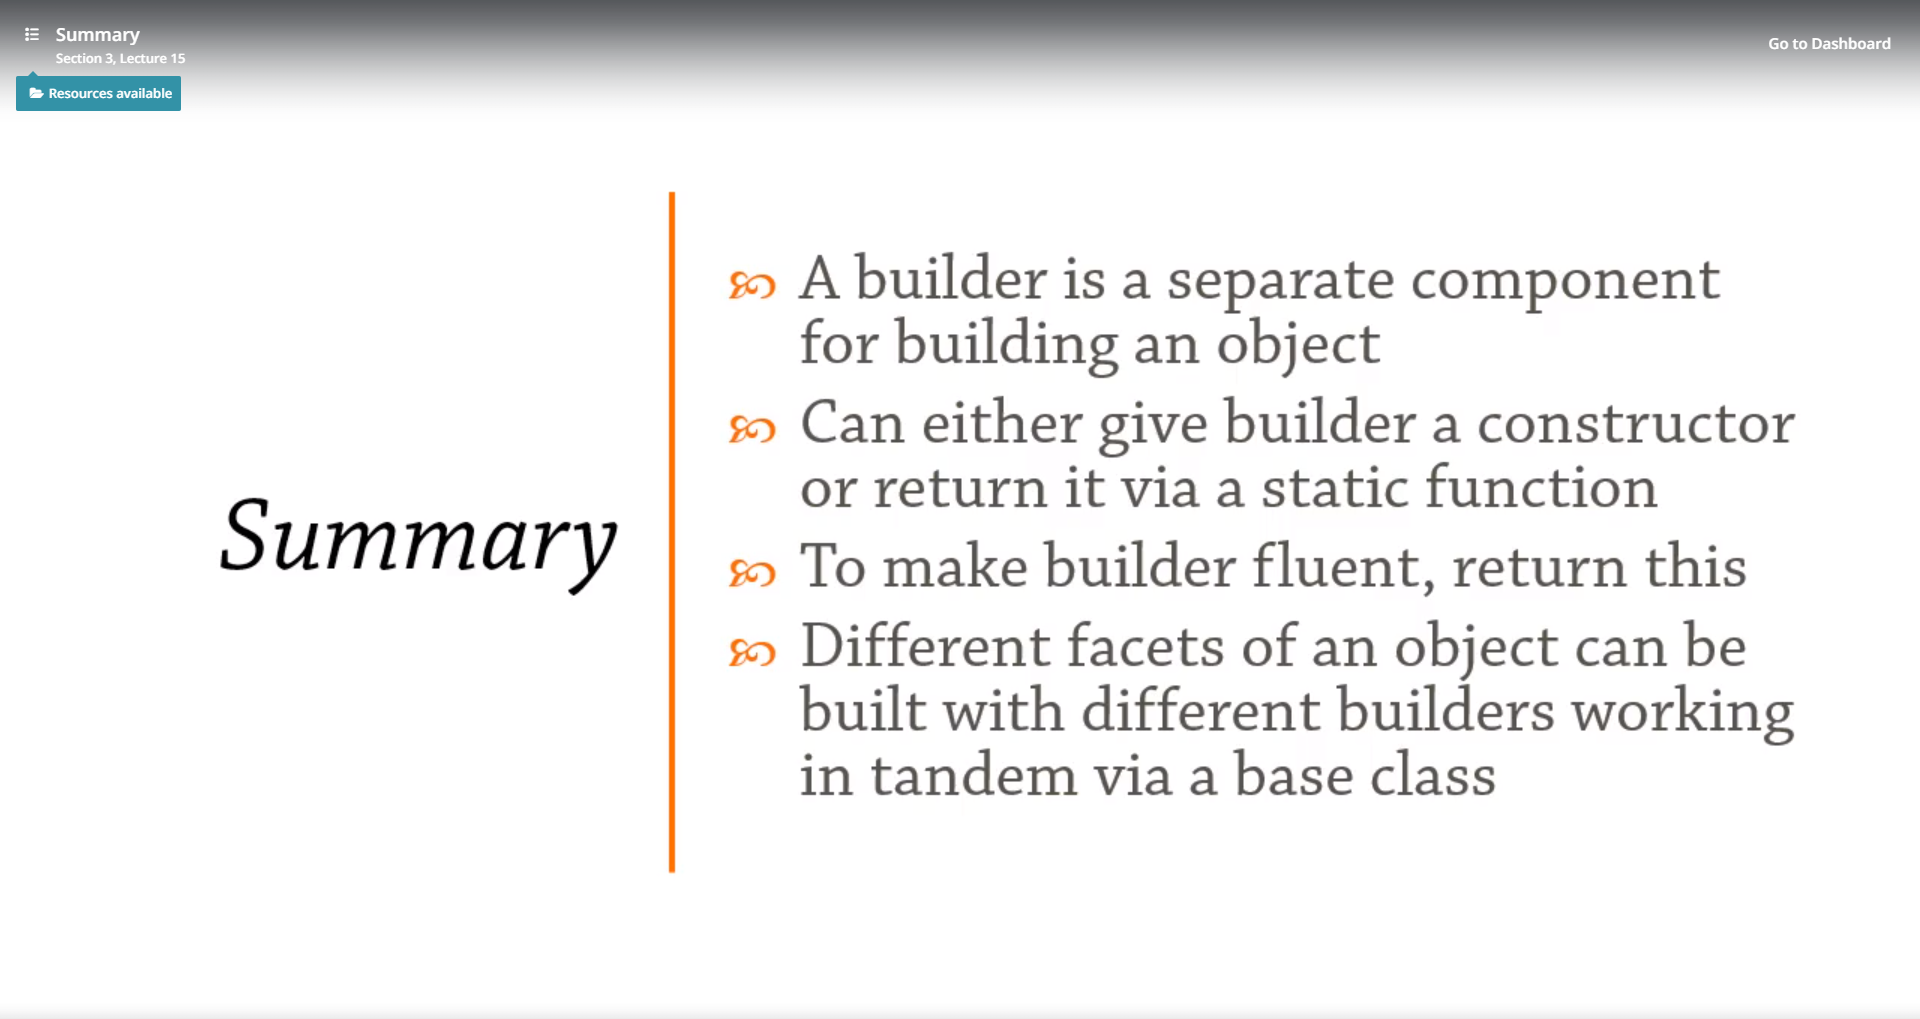 Summary
Section 3, Lecture 15
Go to Dashboard
Resources available
Summary
A builder is a separate component
for building an object
Can either give builder a constructor
or return it via a static function
To make builder fluent, return this
Different facets of an object can be
built with different builders working
in tandem via a base class